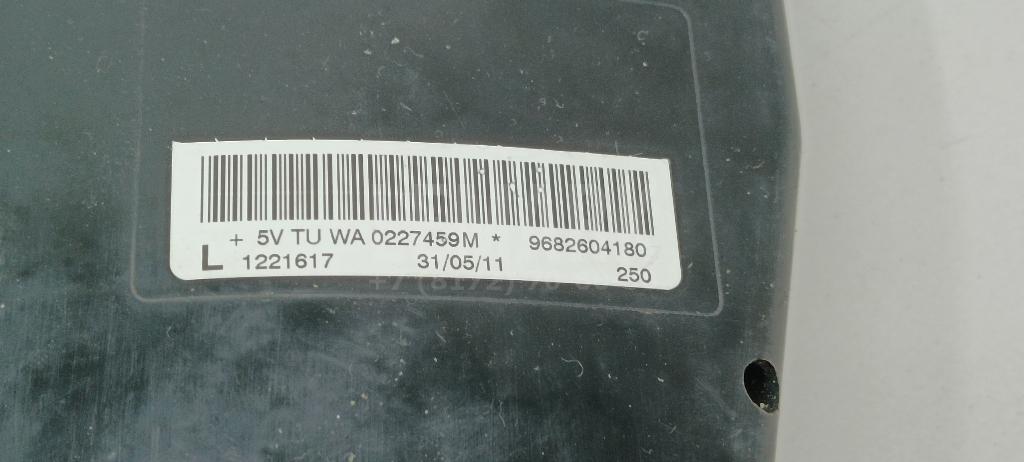 + 5V TU WA 0227459M * 9682604180
L 1221617 31/05/11 250